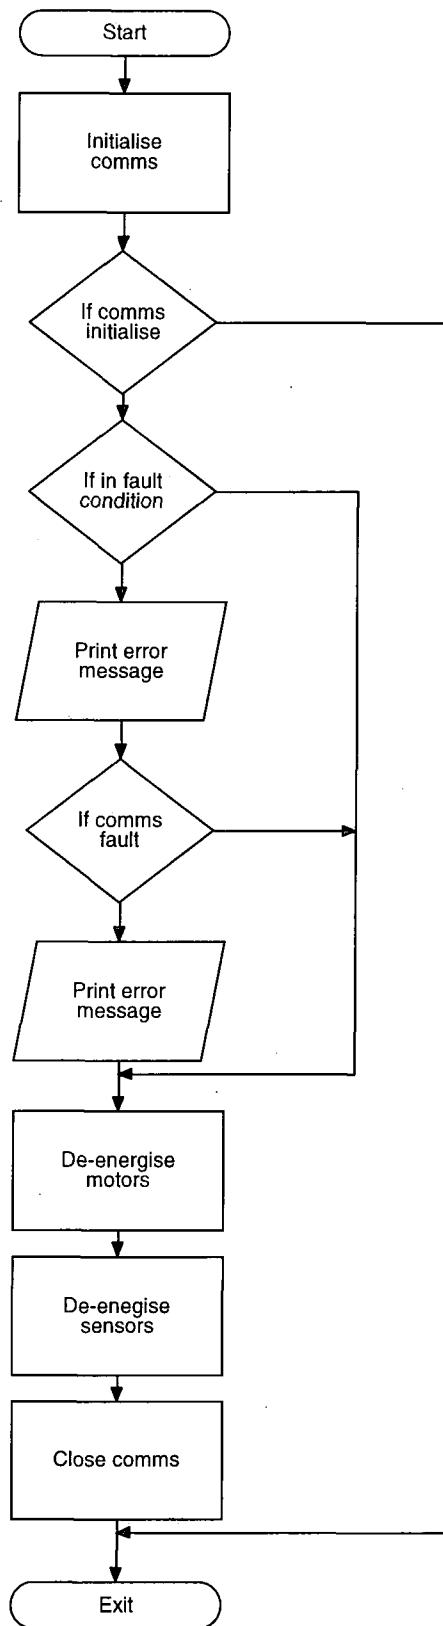 Start
Initialise
comms
If comms
initialise
If in fault
condition
Print error
message
If comms
fault
Print error
message
De-energise
motors
De-enegise
sensors
Close comms
Exit